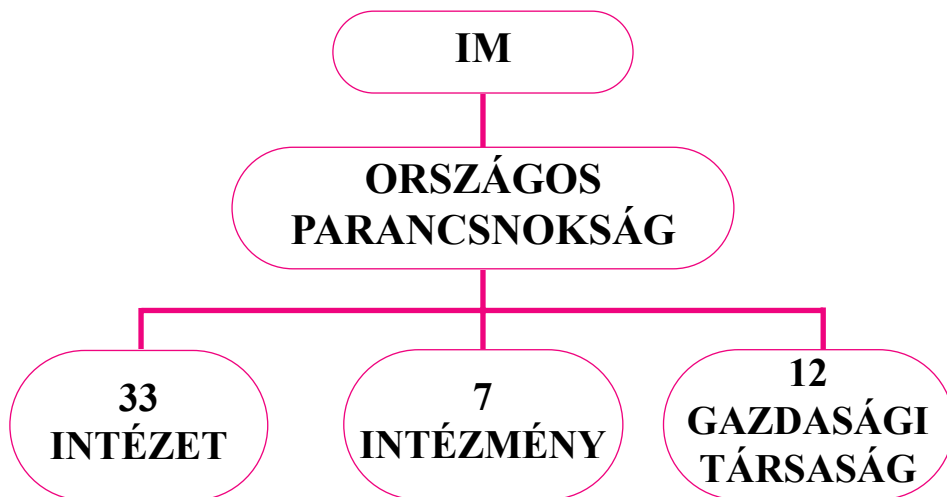 IM
ORSZÁGOS
PARANCSNOKSÁG
33
INTÉZET
7
INTÉZMÉNY
12
GAZDASÁGI
TÁRSASÁG